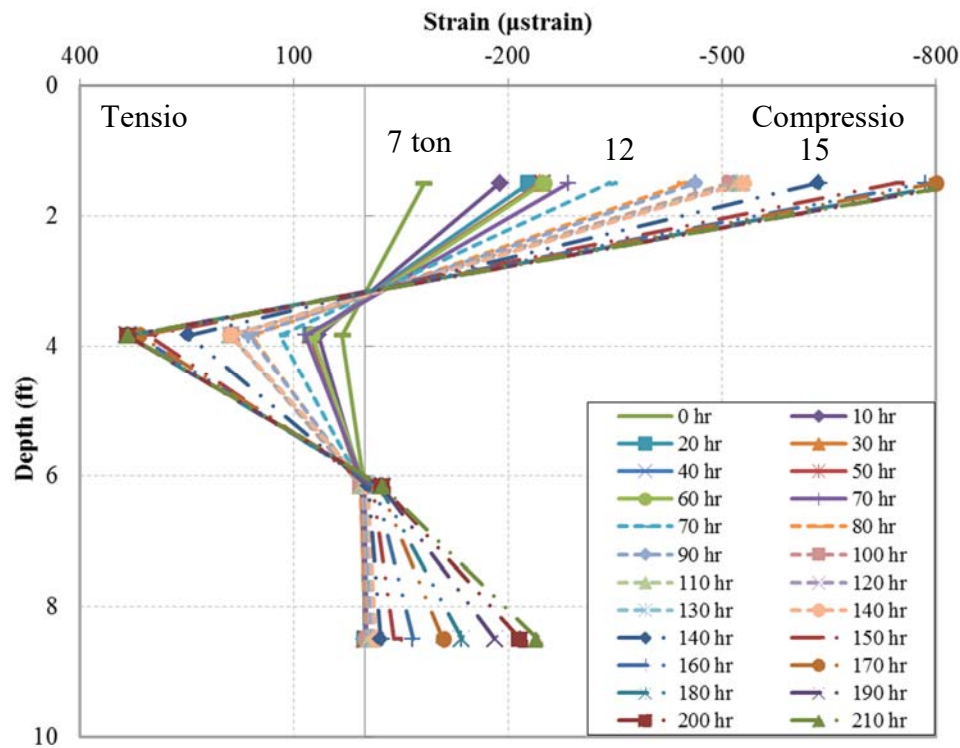 Strain (µstrain)
400 100 -200 -500 -800
0
Tensio Compressio
7 ton 12 15
2
4
Depth (ft)
6
8
10
0 hr 10 hr
20 hr 30 hr
40 hr 50 hr
60 hr 70 hr
70 hr 80 hr
90 hr 100 hr
110 hr 120 hr
130 hr 140 hr
140 hr 150 hr
160 hr 170 hr
180 hr 190 hr
200 hr 210 hr